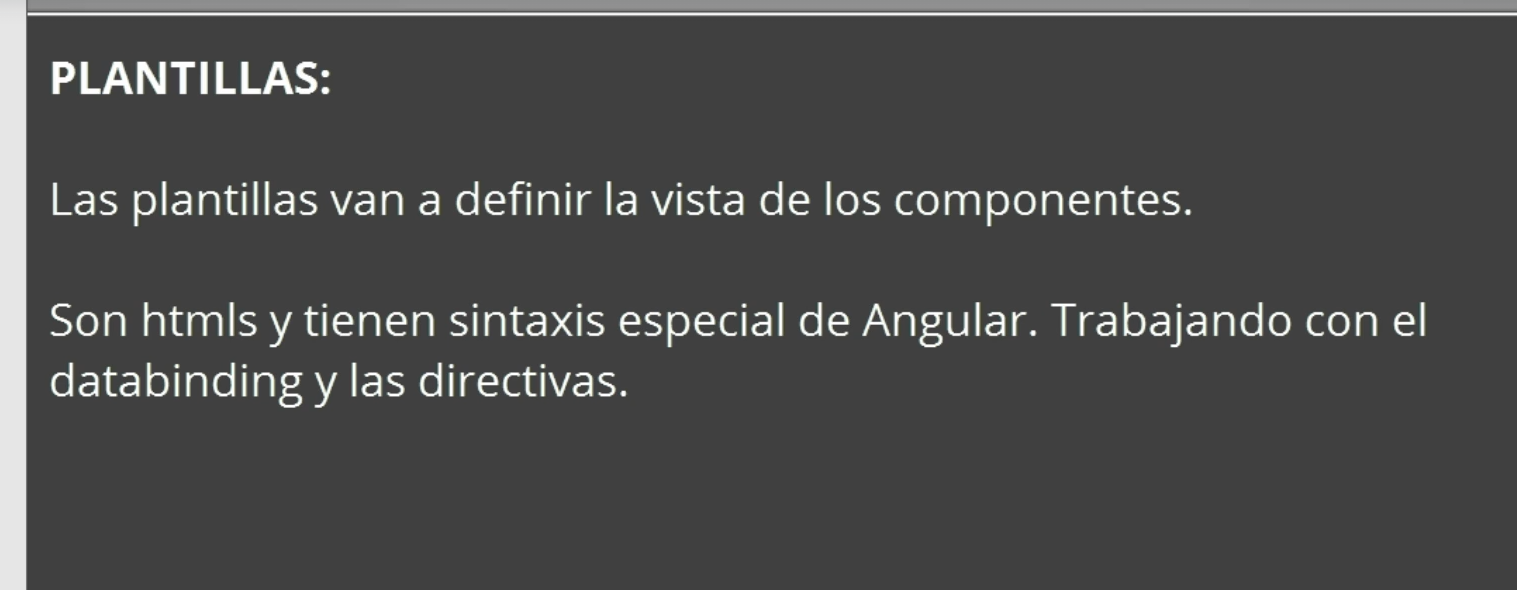 PLANTILLAS:
Las plantillas van a definir la vista de los componentes.
Son htmls y tienen sintaxis especial de Angular. Trabajando con el
databinding y las directivas.